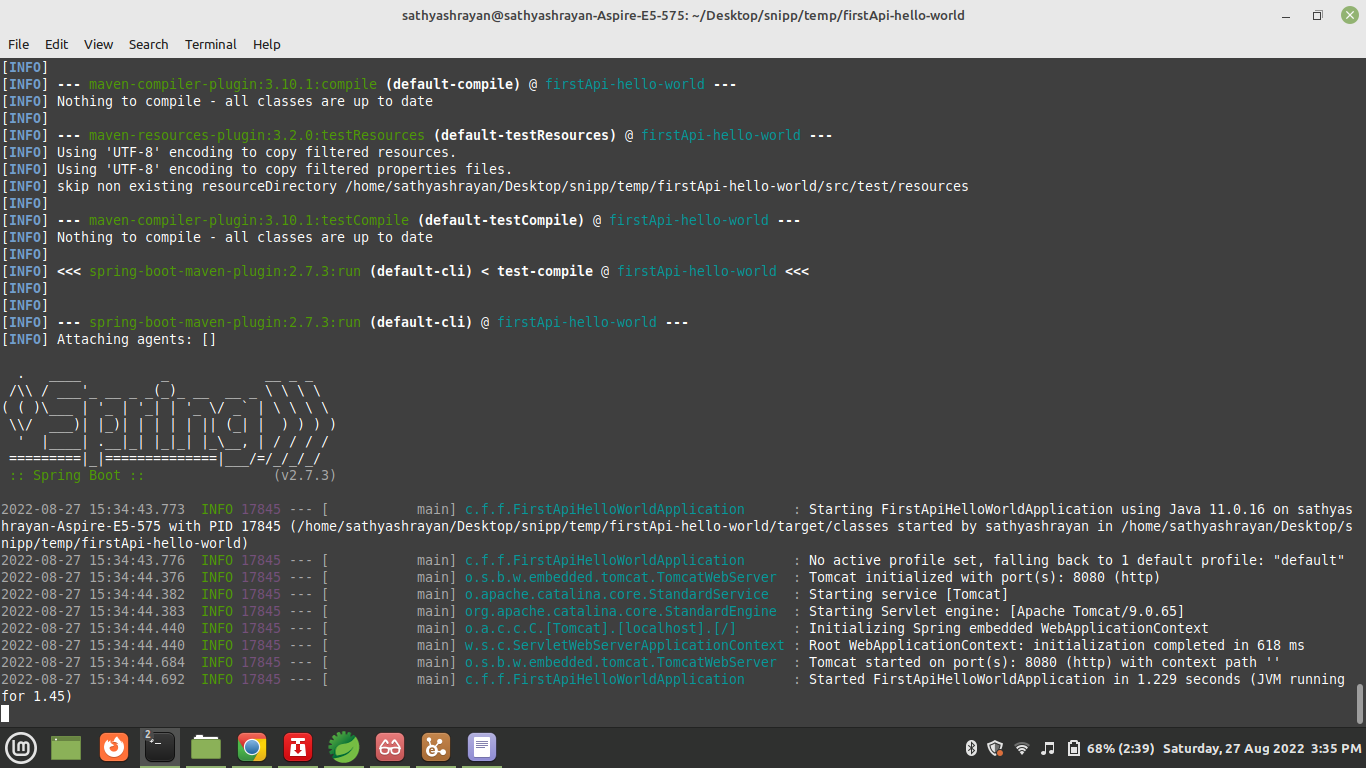 sathyashrayan@sathyashrayan-Aspire-E5-575: ~/Desktop/snipp/temp/firstApi-hello-world
File Edit View Search Terminal Help
[INFO]
[INFO] --- maven-compiler-plugin:3.10.1:compile (default-compile) @ firstApi-hello-world ---
[INFO] Nothing to compile - all classes are up to date
[INFO]
[INFO] --- maven-resources-plugin:3.2.0:testResources (default-testResources) @ firstApi-hello-world ---
[INFO] Using 'UTF-8' encoding to copy filtered resources.
[INFO] Using 'UTF-8' encoding to copy filtered properties files.
[INFO] skip non existing resourceDirectory /home/sathyashrayan/Desktop/snipp/temp/firstApi-hello-world/src/test/resources
[INFO]
[INFO] --- maven-compiler-plugin:3.10.1:testCompile (default-testCompile) @ firstApi-hello-world ---
[INFO] Nothing to compile - all classes are up to date
[INFO]
[INFO] <<< spring-boot-maven-plugin:2.7.3:run (default-cli) < test-compile @ firstApi-hello-world <<<
[INFO]
[INFO]
[INFO] --- spring-boot-maven-plugin:2.7.3:run (default-cli) @ firstApi-hello-world ---
[INFO] Attaching agents: []
  .   ____          _            __ _ _
 /\\ / ___'_ __ _ _(_)_ __  __ _ \ \ \ \
( ( )\___ | '_ | '_| | '_ \/ _` | \ \ \ \
 \\/  ___)| |_)| | | | | || (_| |  ) ) ) )
  '  |____| .__|_| |_|_| |_\__, | / / / /
 =========|_|==============|___/=/_/_/_/
 :: Spring Boot ::                (v2.7.3)
2022-08-27 15:34:43.773  INFO 17845 --- [           main] c.f.f.FirstApiHelloWorldApplication      : Starting FirstApiHelloWorldApplication using Java 11.0.16 on sathyas
hrayan-Aspire-E5-575 with PID 17845 (/home/sathyashrayan/Desktop/snipp/temp/firstApi-hello-world/target/classes started by sathyashrayan in /home/sathyashrayan/Desktop/s
nipp/temp/firstApi-hello-world)
2022-08-27 15:34:43.776  INFO 17845 --- [           main] c.f.f.FirstApiHelloWorldApplication      : No active profile set, falling back to 1 default profile: "default"
2022-08-27 15:34:44.376  INFO 17845 --- [           main] o.s.b.w.embedded.tomcat.TomcatWebServer  : Tomcat initialized with port(s): 8080 (http)
2022-08-27 15:34:44.382  INFO 17845 --- [           main] o.apache.catalina.core.StandardService   : Starting service [Tomcat]
2022-08-27 15:34:44.383  INFO 17845 --- [           main] org.apache.catalina.core.StandardEngine  : Starting Servlet engine: [Apache Tomcat/9.0.65]
2022-08-27 15:34:44.440  INFO 17845 --- [           main] o.a.c.c.C.[Tomcat].[localhost].[/]       : Initializing Spring embedded WebApplicationContext
2022-08-27 15:34:44.440  INFO 17845 --- [           main] w.s.c.ServletWebServerApplicationContext : Root WebApplicationContext: initialization completed in 618 ms
2022-08-27 15:34:44.684  INFO 17845 --- [           main] o.s.b.w.embedded.tomcat.TomcatWebServer  : Tomcat started on port(s): 8080 (http) with context path ''
2022-08-27 15:34:44.692  INFO 17845 --- [           main] c.f.f.FirstApiHelloWorldApplication      : Started FirstApiHelloWorldApplication in 1.229 seconds (JVM running
for 1.45)
2
68% (2:39) Saturday, 27 Aug 2022 3:35 PM